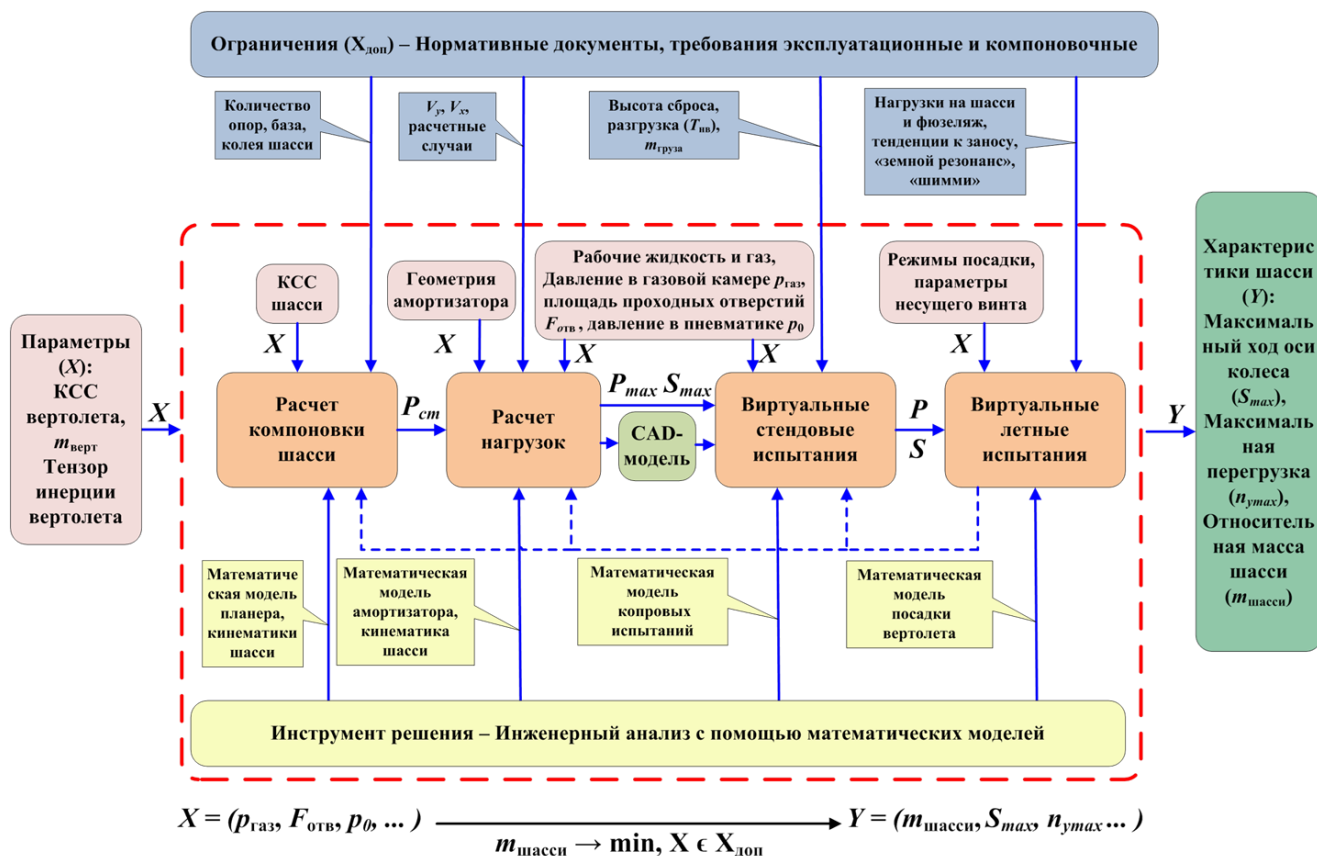 Ограничения (Xдоп) – Нормативные документы, требования эксплуатационные и компоновочные
Количество
опор, база,
колея шасси
Vy, Vx,
расчетные
случаи
Высота сброса,
разгрузка (Tнв),
mгруза
Нагрузки на шасси
и фюзеляж,
тенденции к заносу,
«земной резонанс»,
«шимми»
Параметры
(X):
КСС
вертолета,
mверт
Тензор
инерции
вертолета
X
КСС
шасси
X
Геометрия
амортизатора
X
Рабочие жидкость и газ,
Давление в газовой камере pгаз,
площадь проходных отверстий
Fотв , давление в пневматике p0
X
X
Режимы посадки,
параметры
несущего винта
X
Расчет
компоновки
шасси
Pст
Расчет
нагрузок
Pmax Smax
CAD-
модель
Виртуальные
стендовые
испытания
P
S
Виртуальные
летные
испытания
Y
Характерис
тики шасси
(Y):
Максималь
ный ход оси
колеса
(Smax),
Максималь
ная
перегрузка
(nymax),
Относитель
ная масса
шасси
(mшасси)
Математиче
ская модель
планера,
кинематики
шасси
Математическая
модель
амортизатора,
кинематика
шасси
Математическая
модель
копровых
испытаний
Математическая
модель
посадки
вертолета
Инструмент решения – Инженерный анализ с помощью математических моделей
X = (pгаз, Fотв, p0, ... )
Y = (mшасси, Smax, nymax ... )
mшасси → min, X ϵ Xдоп